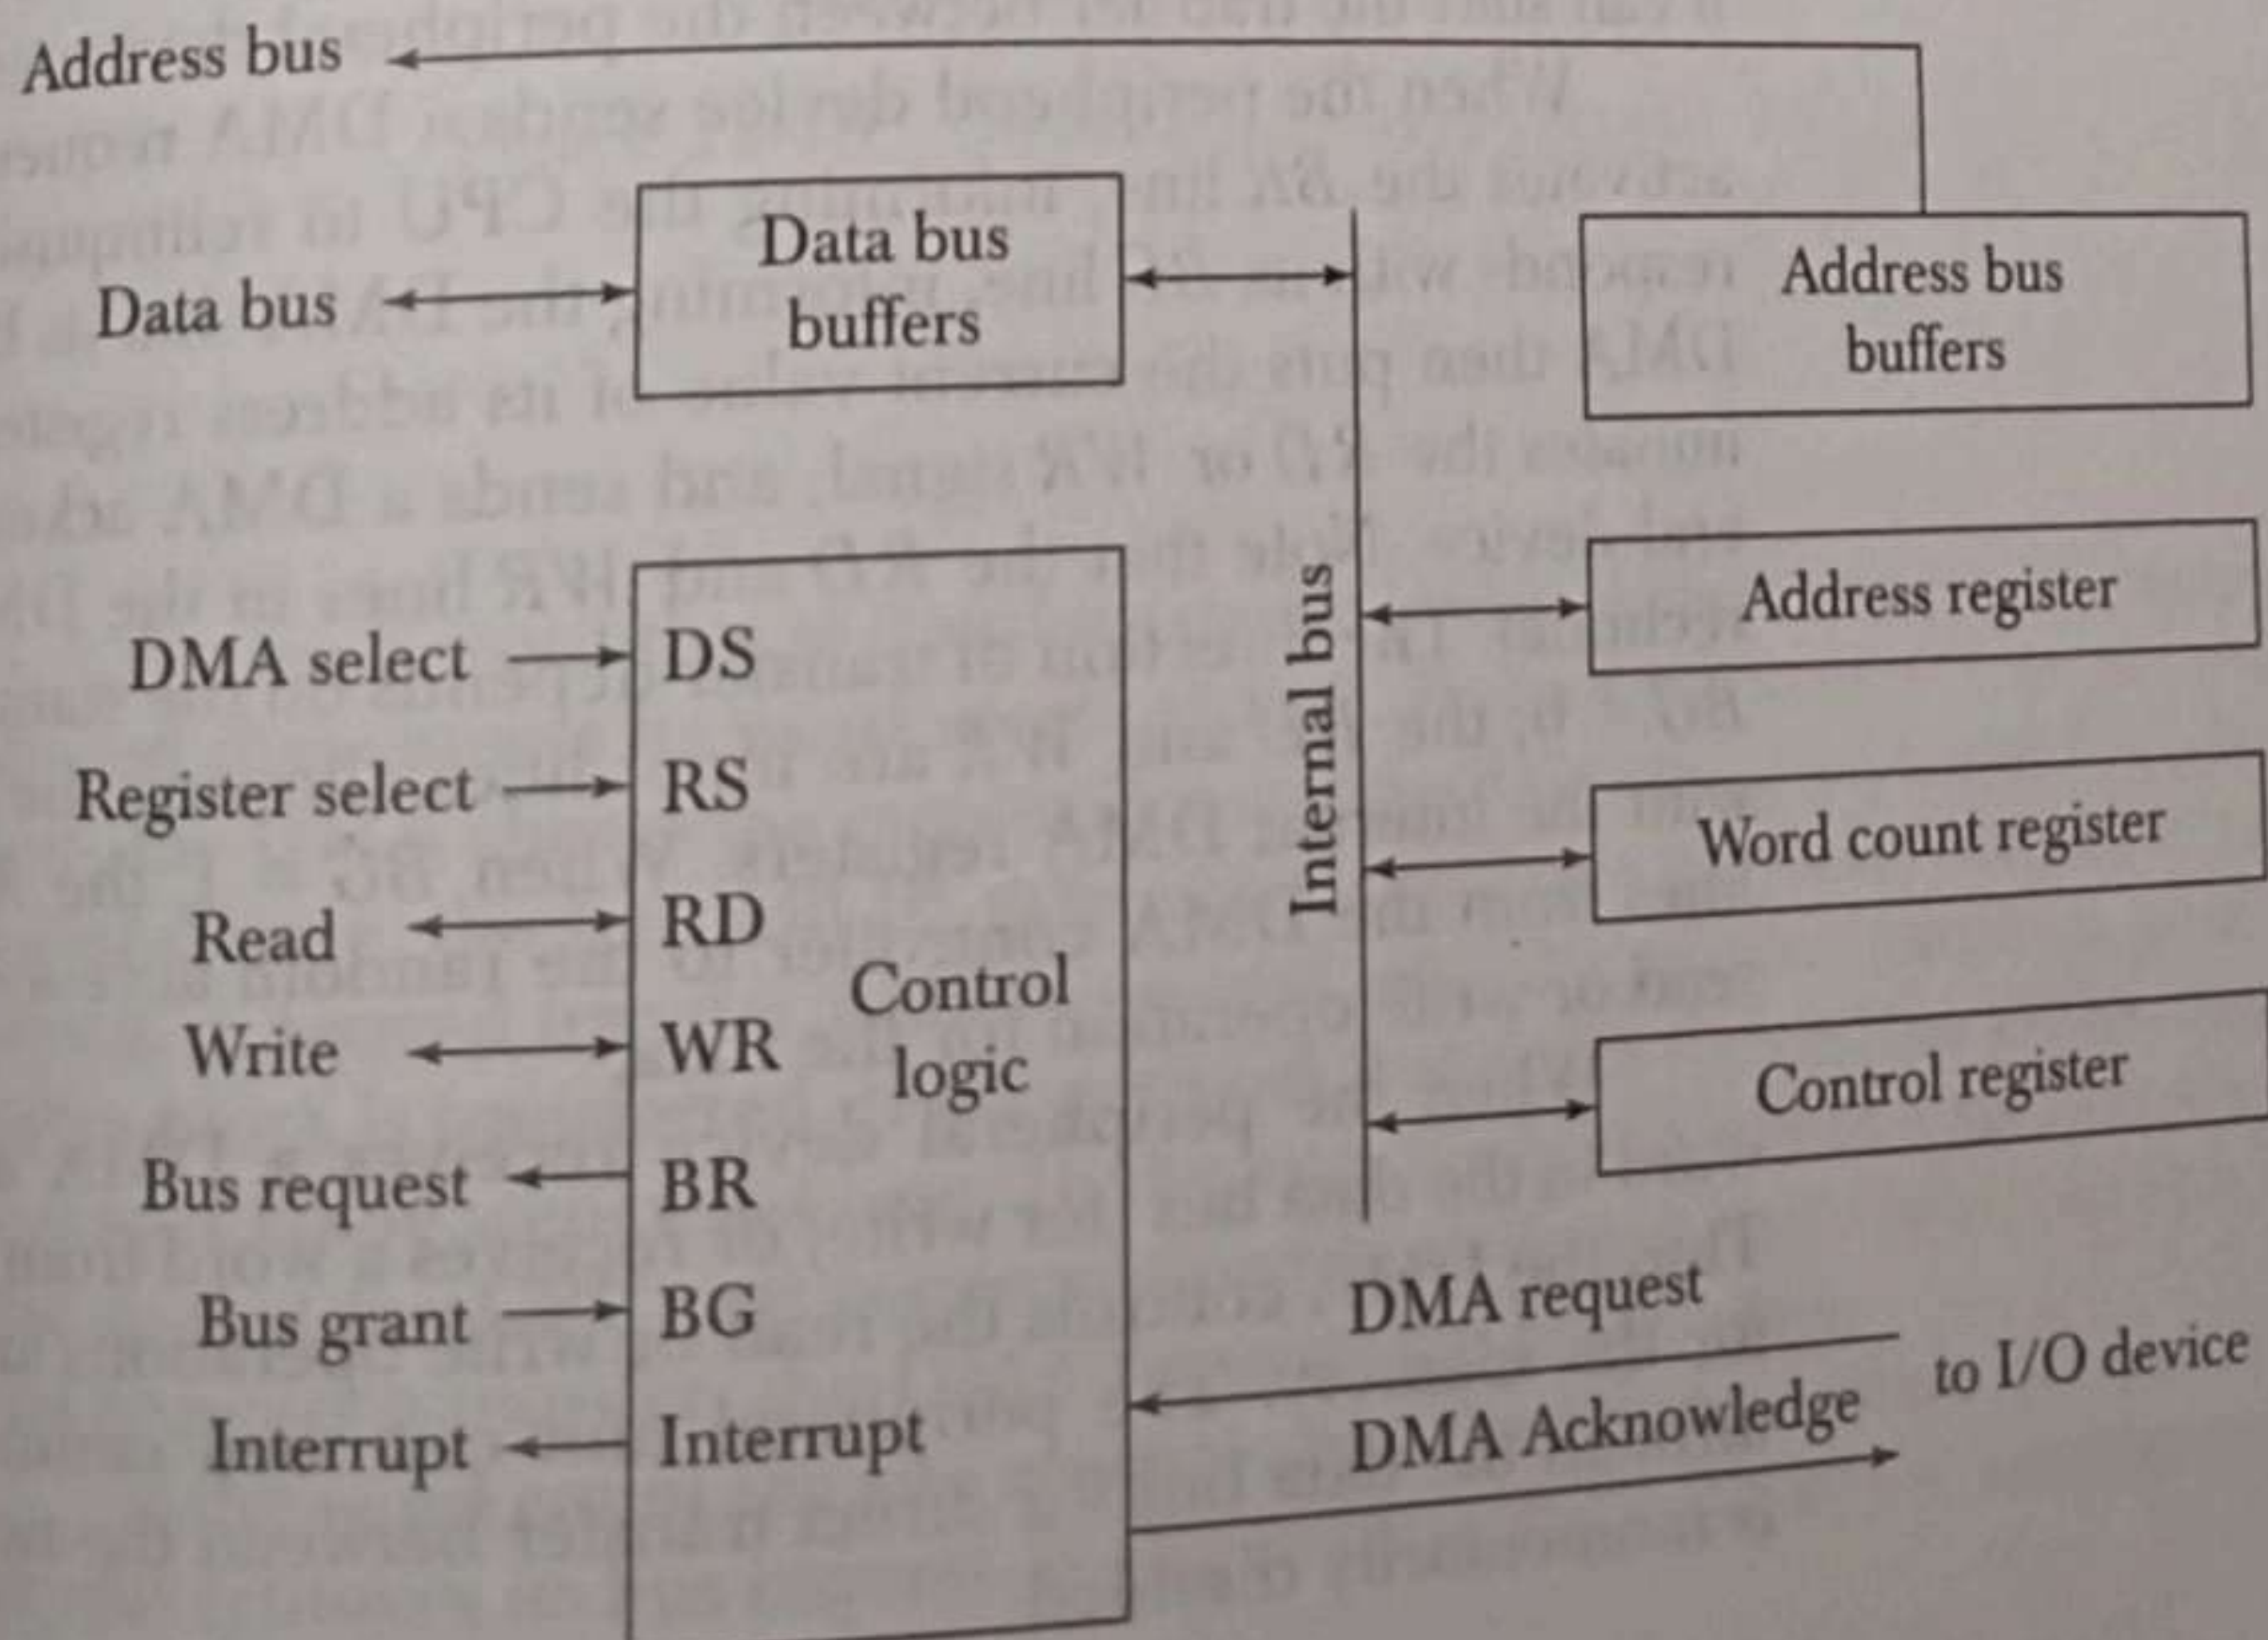 Address bus
Data bus
Data bus
buffers
Address bus
buffers
Internal bus
Address register
Word count register
Control register
DMA select
DS
Register select
RS
Read
RD
Write
WR
Control
logic
Bus request
BR
Bus grant
BG
Interrupt
Interrupt
DMA request
DMA Acknowledge
to I/O device